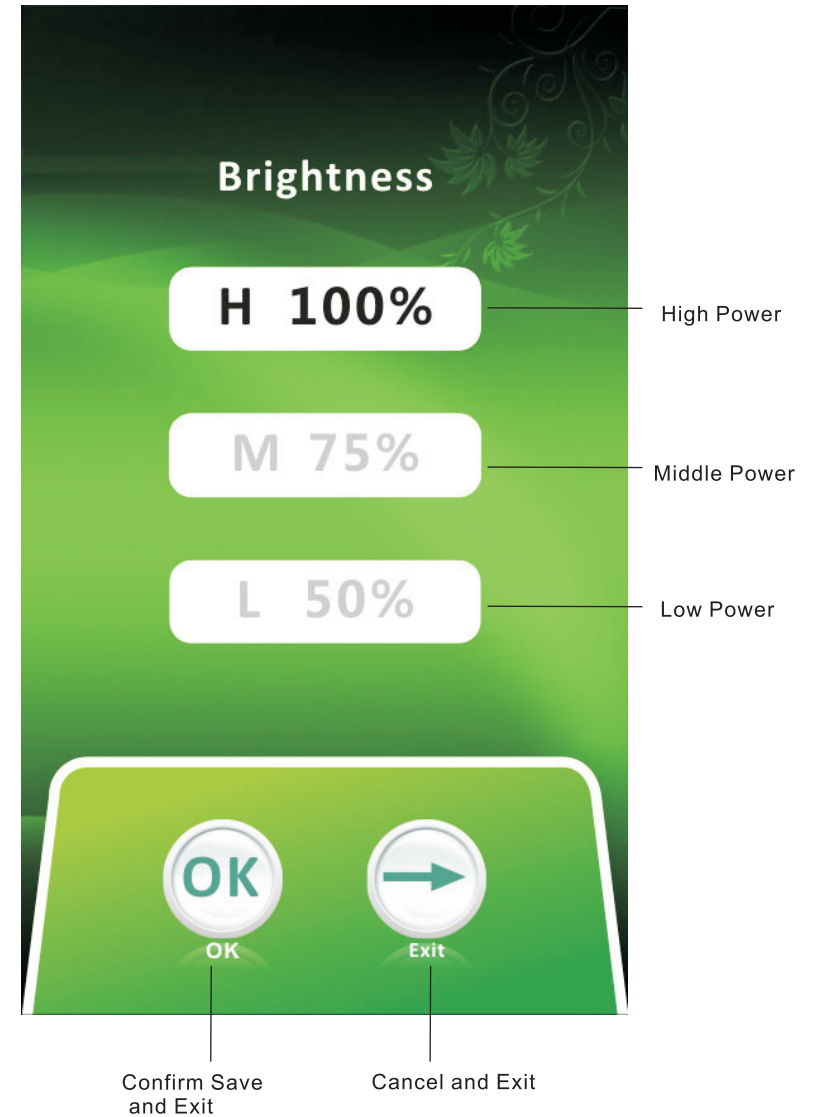 Brightness
H 100%
High Power
M 75%
Middle Power
L 50%
Low Power
OK
OK
Exit
Confirm Save
and Exit
Cancel and Exit